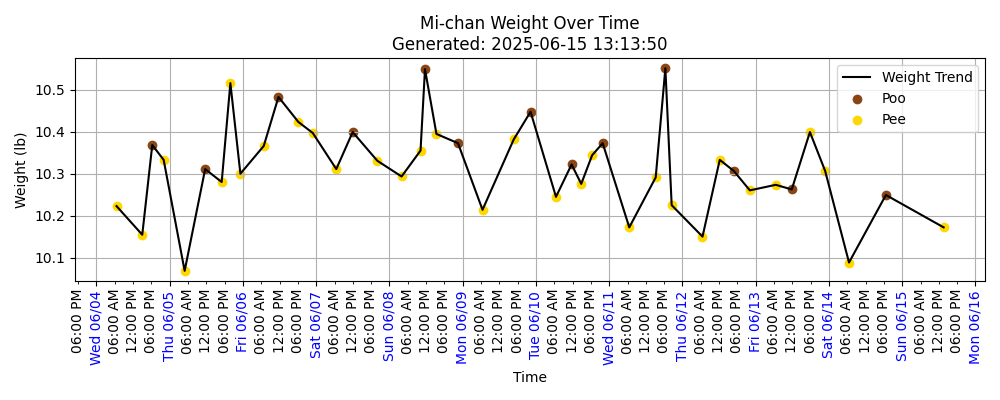 Mi-chan Weight Over Time
Generated: 2025-06-15 13:13:50
Weight (lb)
10.5
10.4
10.3
10.2
10.1
Weight Trend
Poo
Pee
06:00 PM
Wed 06/04
06:00 AM
12:00 PM
06:00 PM
Thu 06/05
06:00 AM
12:00 PM
06:00 PM
Fri 06/06
06:00 AM
12:00 PM
06:00 PM
Sat 06/07
06:00 AM
12:00 PM
06:00 PM
Sun 06/08
06:00 AM
12:00 PM
06:00 PM
Mon 06/09
06:00 AM
12:00 PM
06:00 PM
Tue 06/10
06:00 AM
12:00 PM
06:00 PM
Wed 06/11
06:00 AM
12:00 PM
06:00 PM
Thu 06/12
06:00 AM
12:00 PM
06:00 PM
Fri 06/13
06:00 AM
12:00 PM
06:00 PM
Sat 06/14
06:00 AM
12:00 PM
06:00 PM
Sun 06/15
06:00 AM
12:00 PM
06:00 PM
Mon 06/16
Time